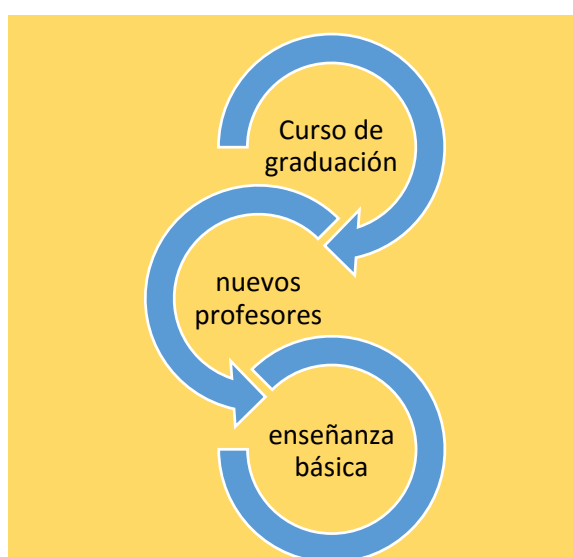 Curso de
graduación
nuevos
profesores
enseñanza
básica